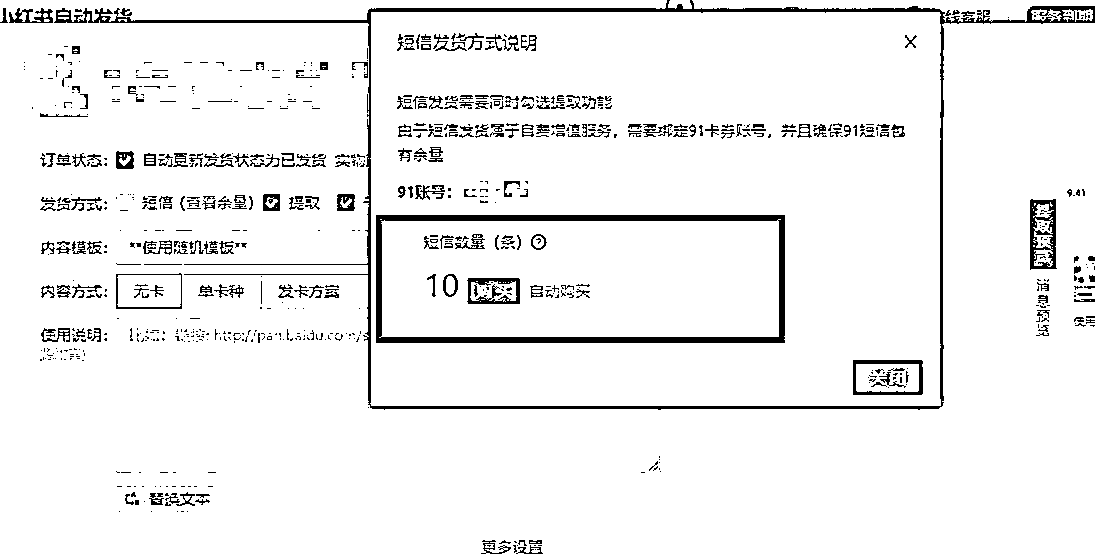 小红书自动发货
线客服
短信发货方式说明
短信发货需要同时勾选提取功能
由于短信发货属于自费增值服务，需要绑定91卡券账号，并且确保91短信包
有余量
91账号：
短信数量（条）
10 购买 自动购买
关闭
订单状态： 自动更新发货状态为已发货 实物
发货方式： 短信（查看余量） 提取
内容模板： **使用随机模板**
内容方式： 无卡 单卡种 发卡方案
使用说明： 比如：链接: http://pan.baidu.com/s
替换文本
更多设置
9:41
消息预览
使用